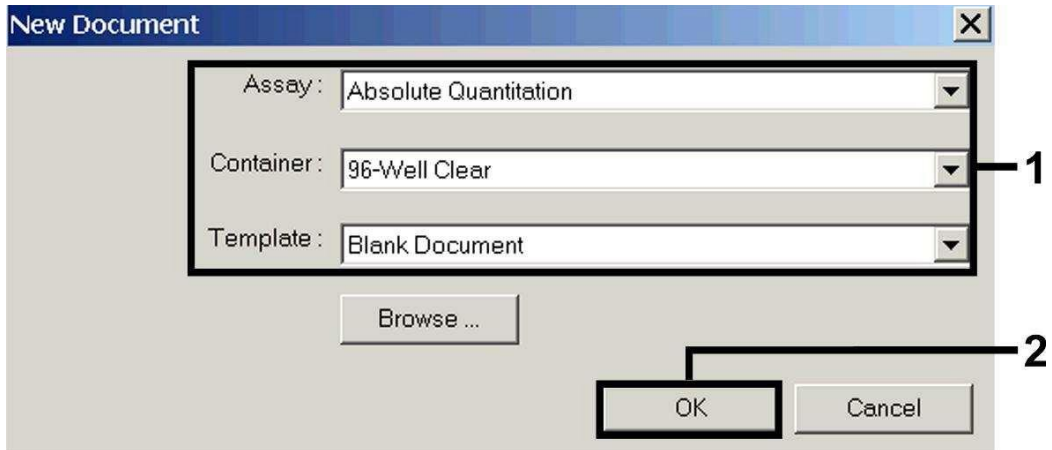 New Document
Assay : Absolute Quantitation
Container : 96-Well Clear
1
Template : Blank Document
Browse ...
2
OK Cancel